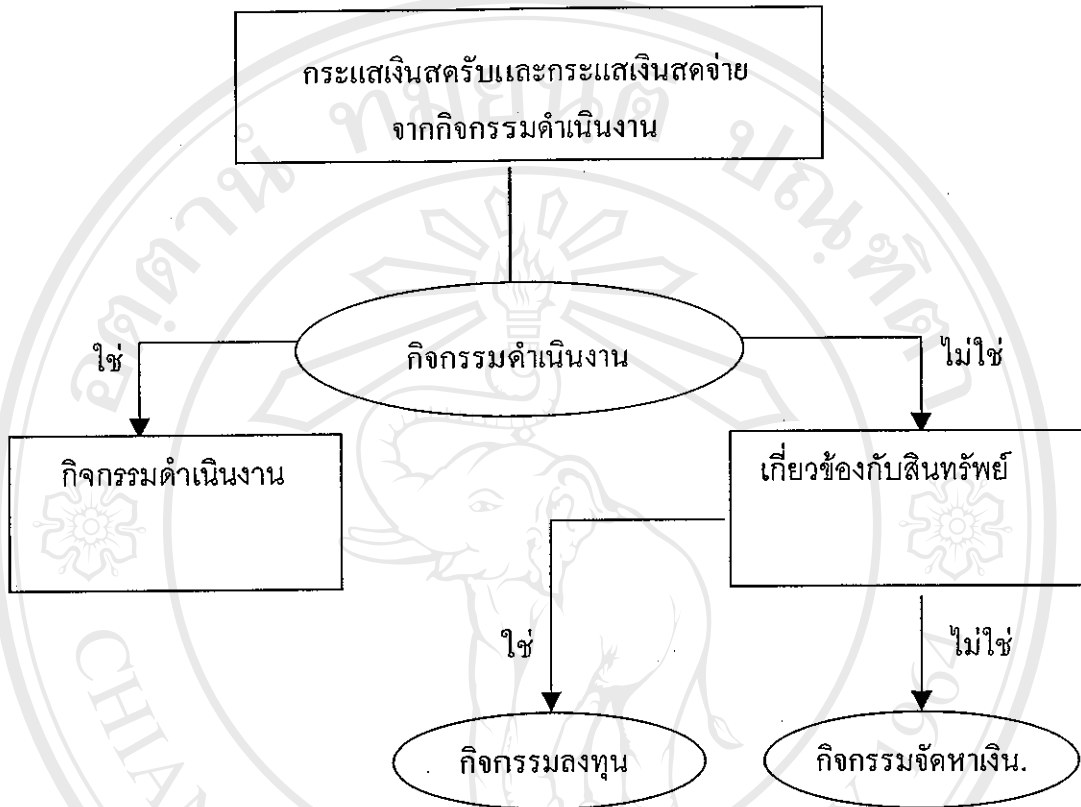 กระแสเงินสดรับและกระแสเงินสดจ่าย
จากกิจกรรมดำเนินงาน
กิจกรรมดำเนินงาน
ใช่
ไม่ใช่
กิจกรรมดำเนินงาน
เกี่ยวข้องกับสินทรัพย์
ใช่
ไม่ใช่
กิจกรรมลงทุน
กิจกรรมจัดหาเงิน.